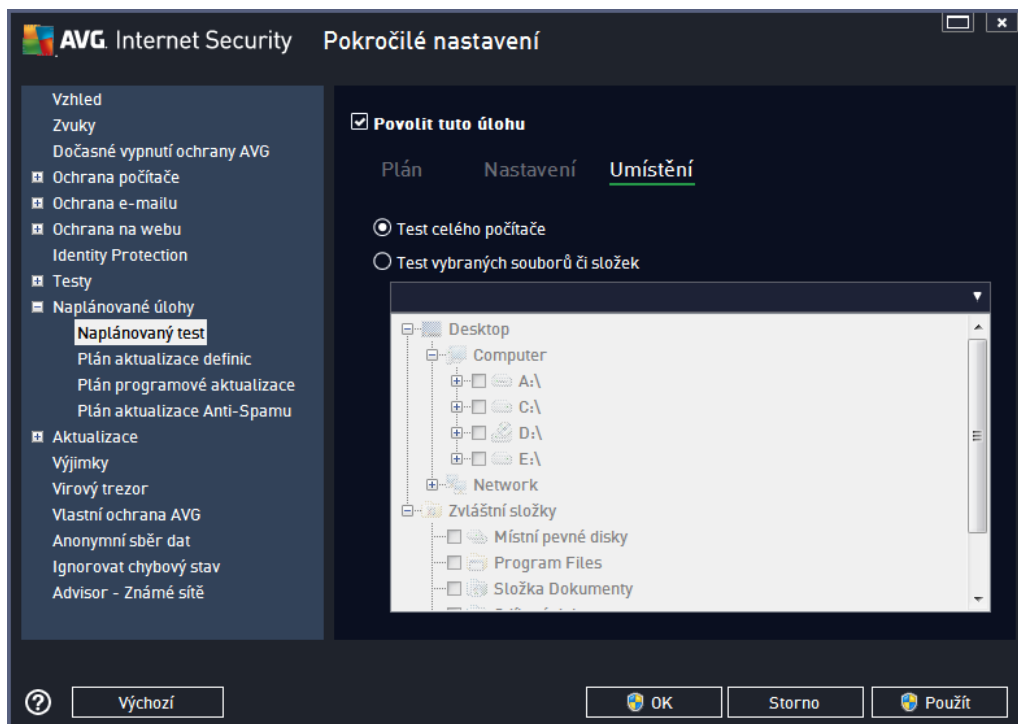 AVG. Internet Security Pokročilé nastavení
Vzhled
Zvuky
Dočasné vypnutí ochrany AVG
Ochrana počítače
Ochrana e-mailu
Ochrana na webu
Identity Protection
Testy
Naplánované úlohy
Naplánovaný test
Plán aktualizace definic
Plán programové aktualizace
Plán aktualizace Anti-Spamu
Aktualizace
Výjimky
Virový trezor
Vlastní ochrana AVG
Anonymní sběr dat
Ignorovat chybový stav
Advisor - Známé sítě
Povolit tuto úlohu
Plán Nastavení Umístění
Test celého počítače
Test vybraných souborů či složek
Desktop
Computer
A:\
C:\
D:\
E:\
Network
Zvláštní složky
Místní pevné disky
Program Files
Složka Dokumenty
Výchozí OK Storno Použít